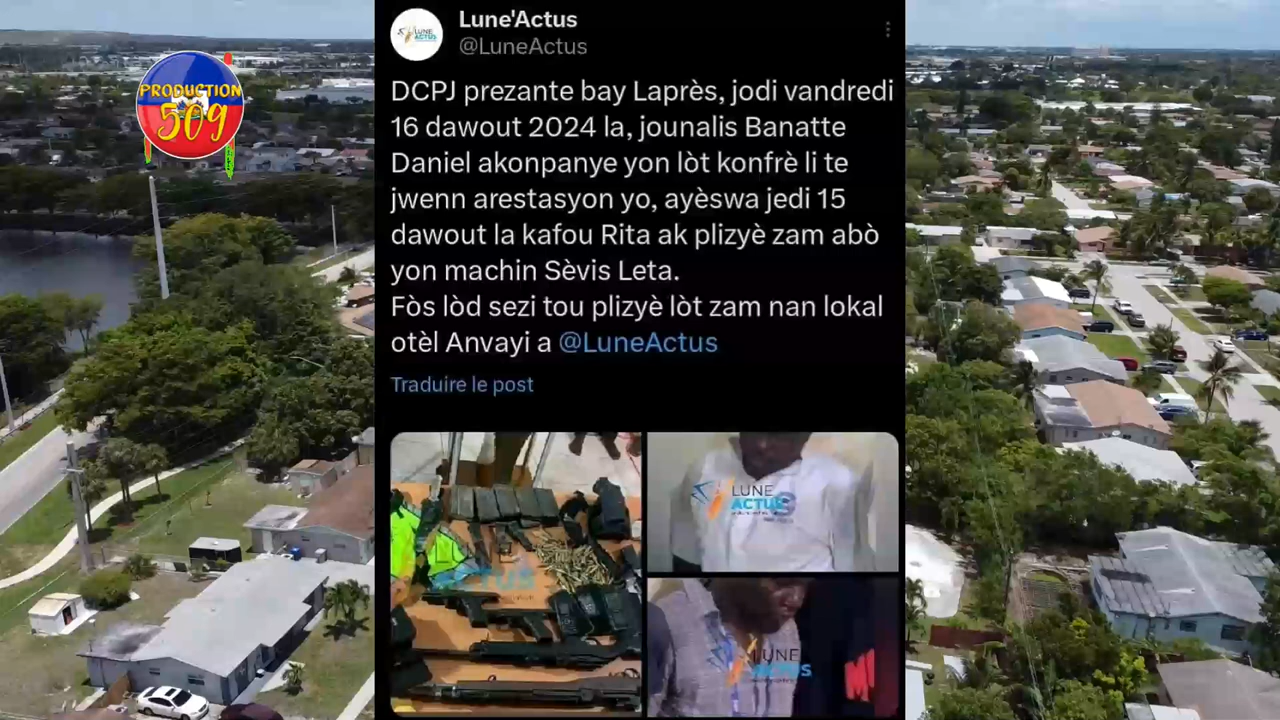 PRODUCTION
509
LUNE
ACTUS
Lune'Actus
@LuneActus
DCPJ prezante bay Laprès, jodi vandredi
16 dawout 2024 la, jounalis Banatte
Daniel akonpanye yon lòt konfrè li te
jwenn arestasyon yo, ayèswa jedi 15
dawout la kafou Rita ak plizyè zam abò
yon machin Sèvis Leta.
Fòs lòd sezi tou plizyè lòt zam nan lokal
otèl Anvayi a @LuneActus
Traduire le post
ACTUS
LUNE
ACTUS
LUNE
ACTUS